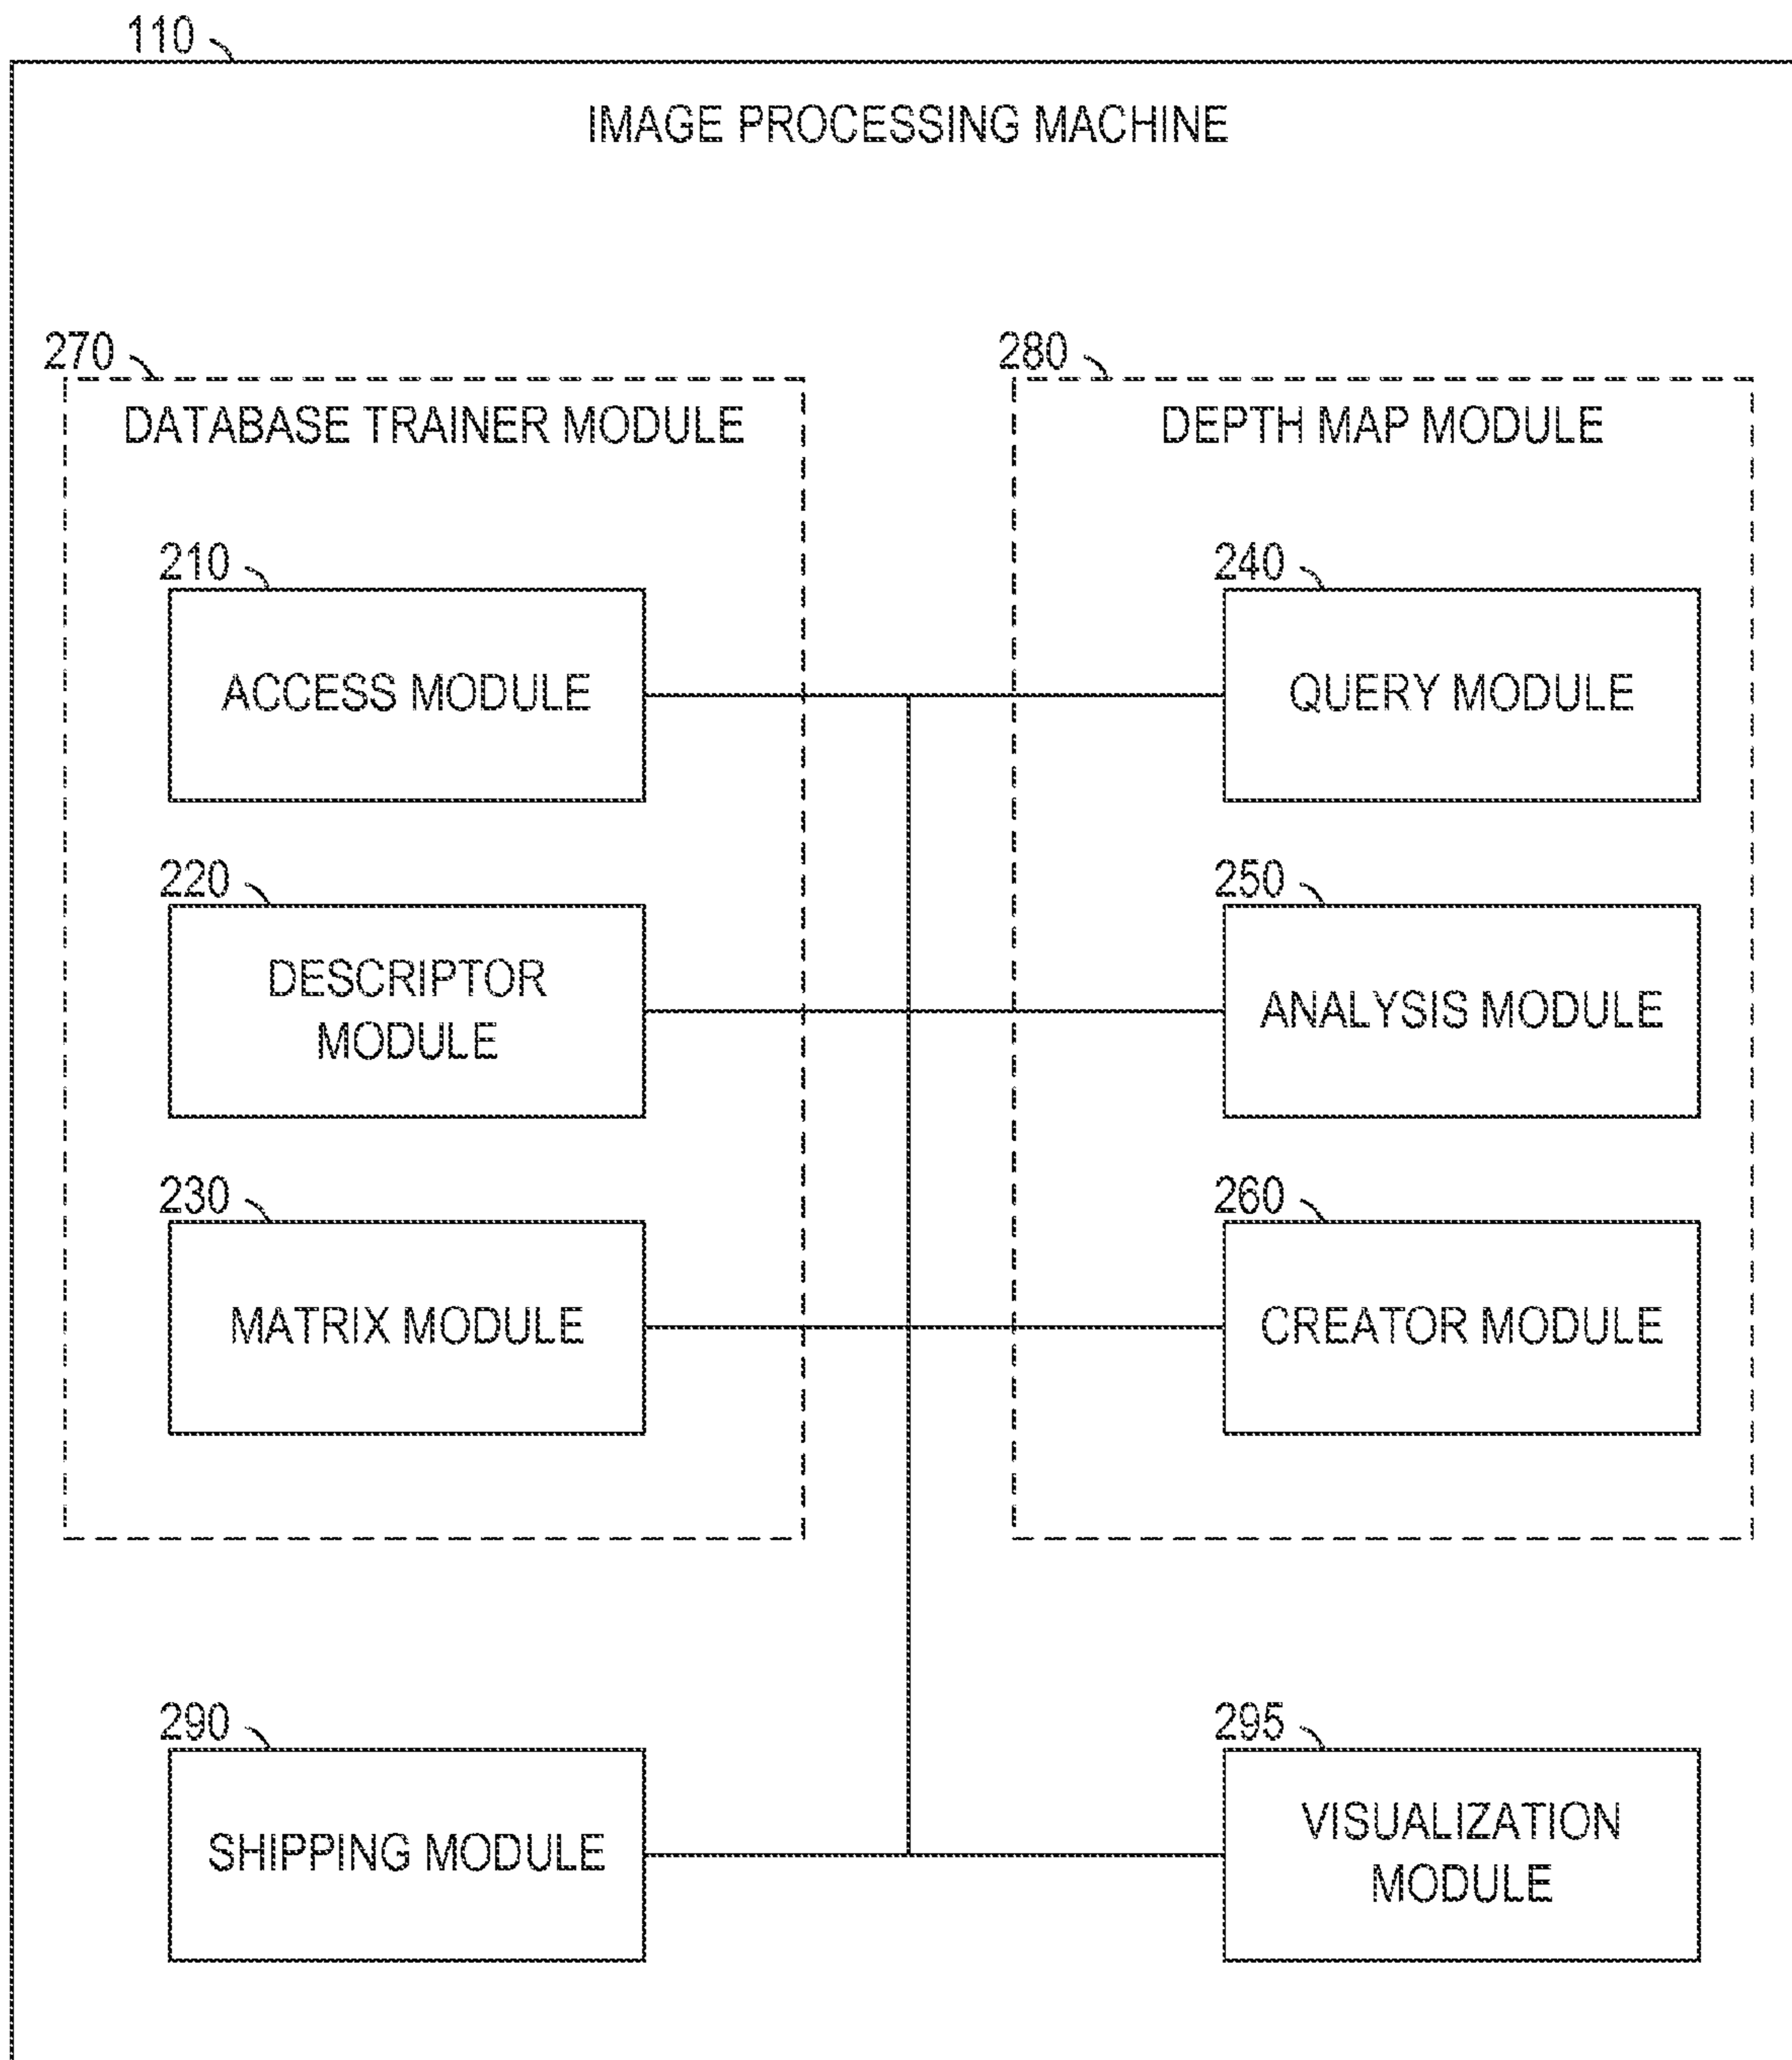 110
IMAGE PROCESSING MACHINE
270
DATABASE TRAINER MODULE
210
ACCESS MODULE
220
DESCRIPTOR
MODULE
230
MATRIX MODULE
280
DEPTH MAP MODULE
240
QUERY MODULE
250
ANALYSIS MODULE
260
CREATOR MODULE
290
SHIPPING MODULE
295
VISUALIZATION
MODULE